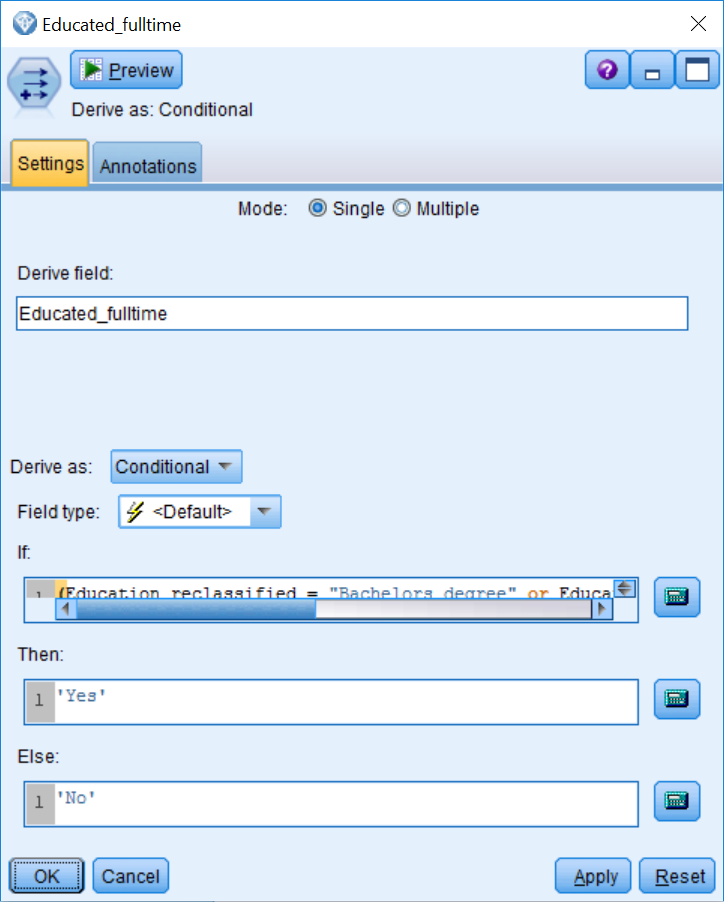 Educated_fulltime
Preview
Derive as: Conditional
Settings Annotations
Mode: Single Multiple
Derive field:
Educated_fulltime
Derive as: Conditional
Field type: <Default>
If:
1 (Education_reclassified = "Bachelors degree" or Educa
Then:
1 'Yes'
Else:
1 'No'
OK Cancel Apply Reset